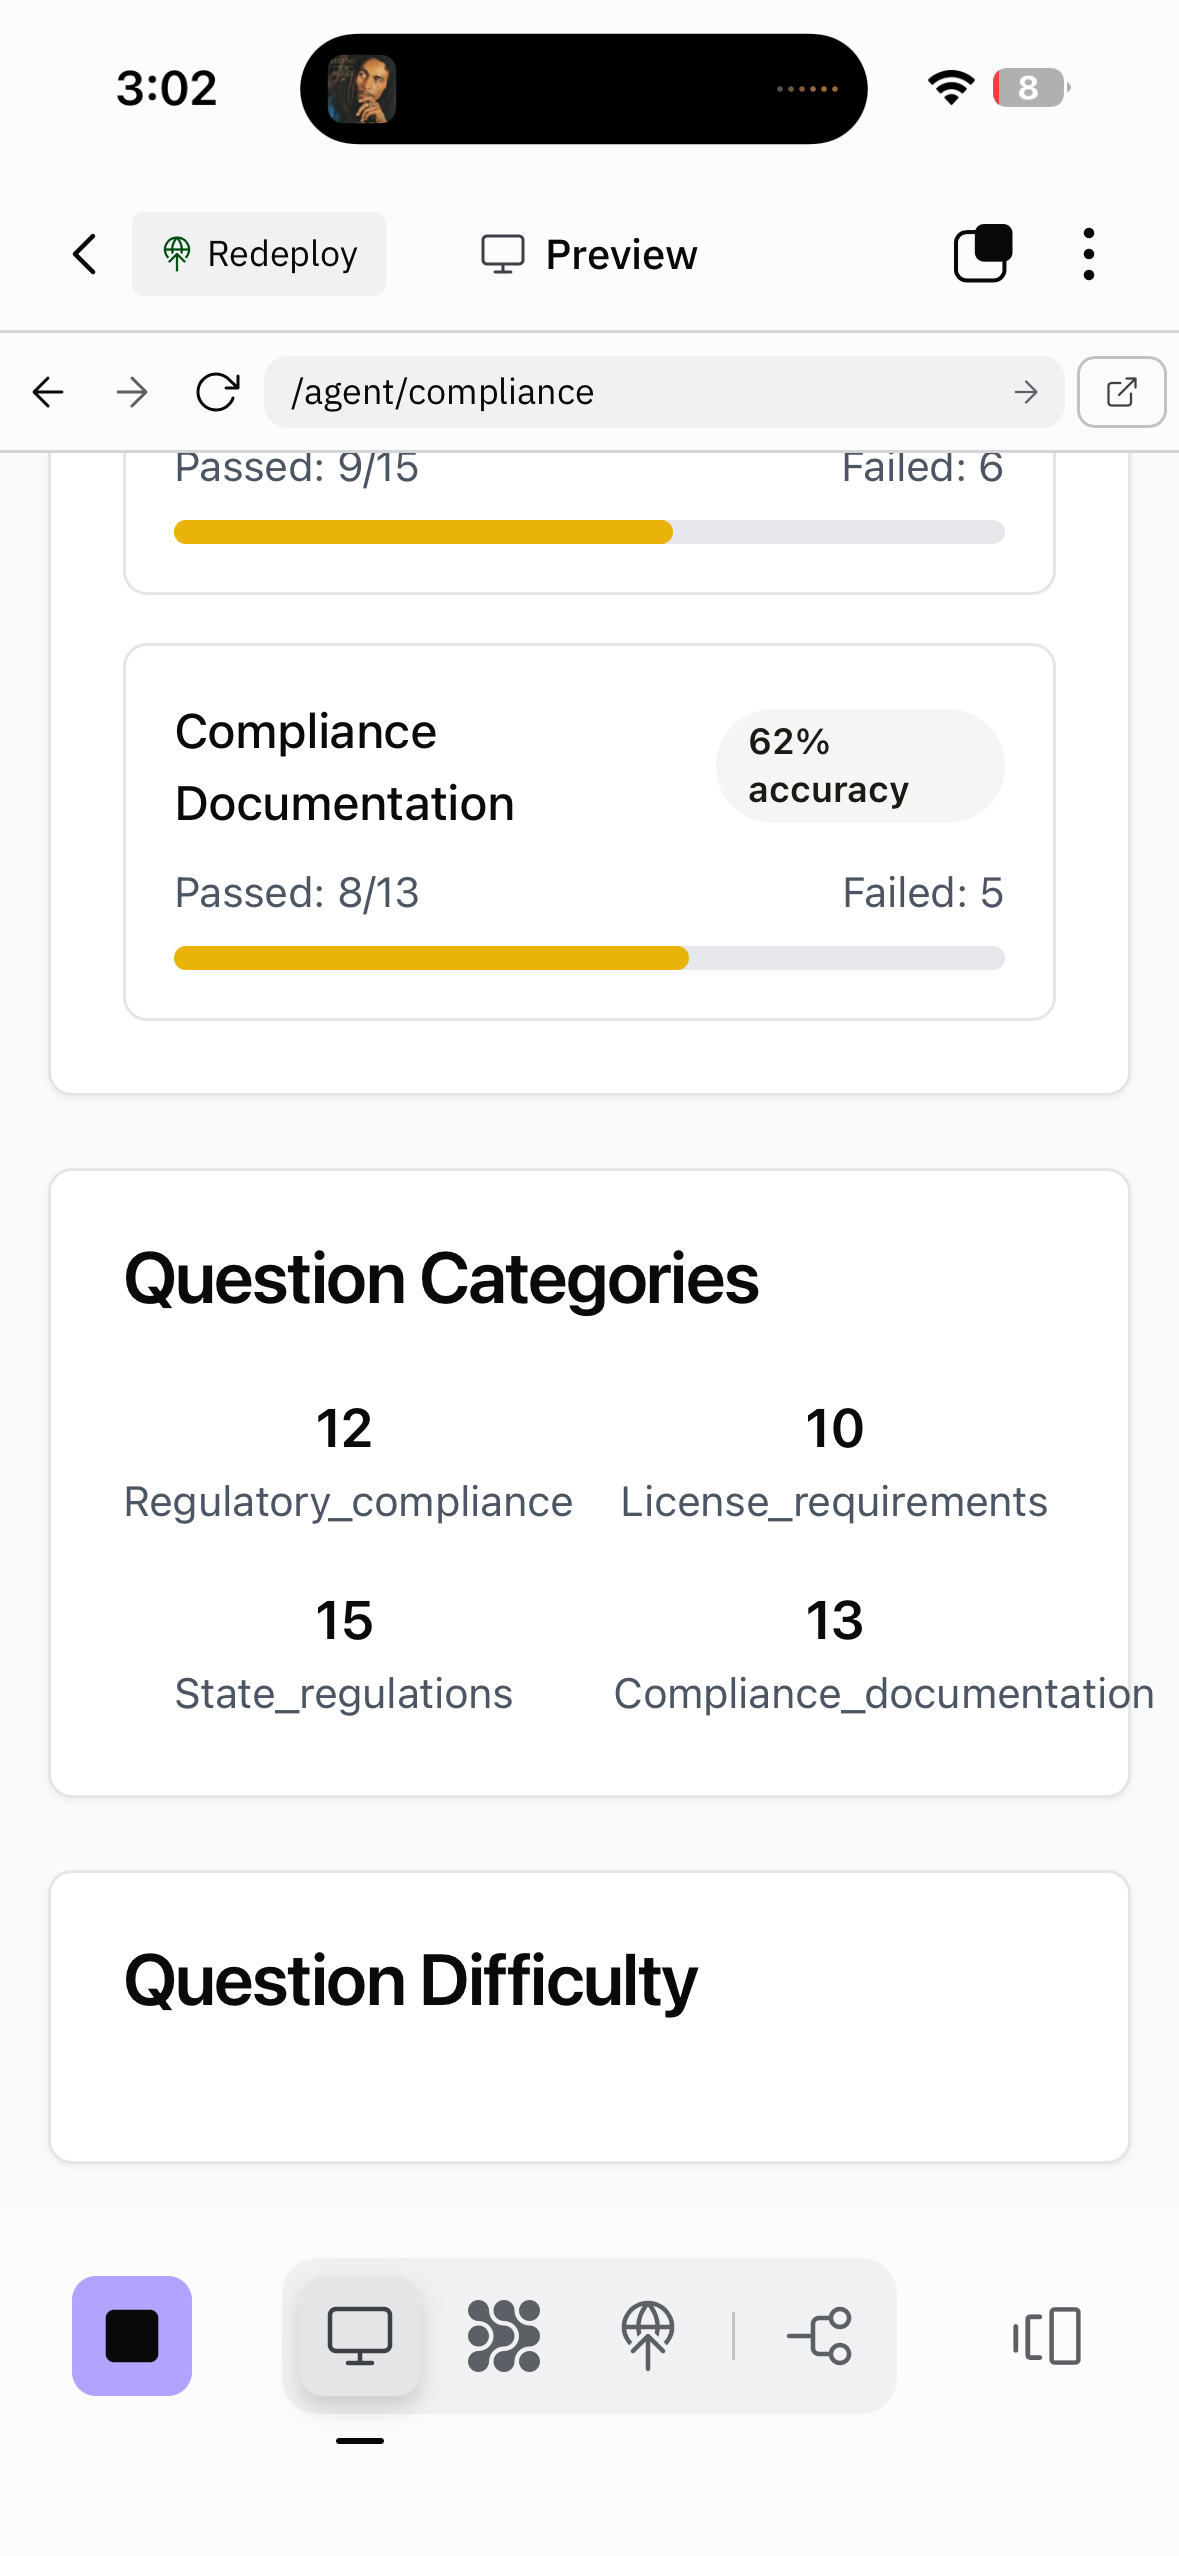 3:02
8
Redeploy
Preview
/agent/compliance
Passed: 9/15
Failed: 6
Compliance
Documentation
62%
accuracy
Passed: 8/13
Failed: 5
Question Categories
12
10
Regulatory_compliance
License_requirements
15
13
State_regulations
Compliance_documentation
Question Difficulty